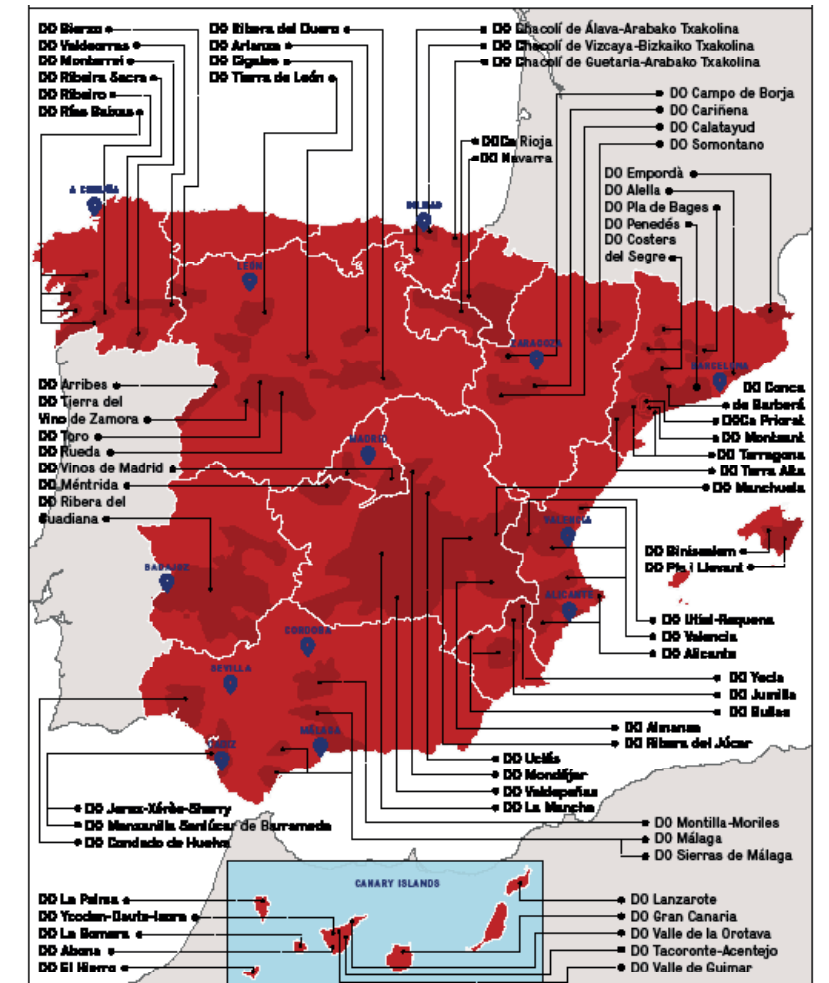 DO Bierzo
DO Valdeorras
DO Monterrei
DO Ribeira Sacra
DO Ribeiro
DO Rías Baixas
DO Ribera del Duero
DO Arlanza
DO Cigales
DO Tierra de León
DO Chacolí de Álava-Arabako Txakolina
DO Chacolí de Vizcaya-Bizkaiko Txakolina
DO Chacolí de Guetaria-Arabako Txakolina
DO Campo de Borja
DO Cariñena
DO Calatayud
DO Somontano
DOCa Rioja
DO Navarra
DO Empordà
DO Alella
DO Pla de Bages
DO Penedés
DO Costers
del Segre
A CORUÑA
BILBAO
LEÓN
ZARAGOZA
BARCELONA
DO Arribes
DO Tierra del
Vino de Zamora
DO Toro
DO Rueda
DO Vinos de Madrid
DO Méntrida
DO Ribera del
Guadiana
MADRID
DO Conca
de Barberá
DOCa Priorat
DO Montsant
DO Tarragona
DO Terra Alta
DO Manchuela
VALENCIA
DO Binissalem
DO Pla i Llevant
BADAJOZ
ALICANTE
DO Utiel-Requena
DO Valencia
DO Alicante
CORDOBA
SEVILLA
DO Yecla
DO Jumilla
DO Bullas
MÁLAGA
CADIZ
DO Almansa
DO Ribera del Júcar
DO Uclés
DO Mondéjar
DO Valdepeñas
DO La Mancha
DO Jerez-Xérès-Sherry
DO Manzanilla Sanlúcar de Barrameda
DO Condado de Huelva
DO Montilla-Moriles
DO Málaga
DO Sierras de Málaga
CANARY ISLANDS
DO La Palma
DO Ycoden-Daute-Isora
DO La Gomera
DO Abona
DO El Hierro
DO Lanzarote
DO Gran Canaria
DO Valle de la Orotava
DO Tacoronte-Acentejo
DO Valle de Guimar